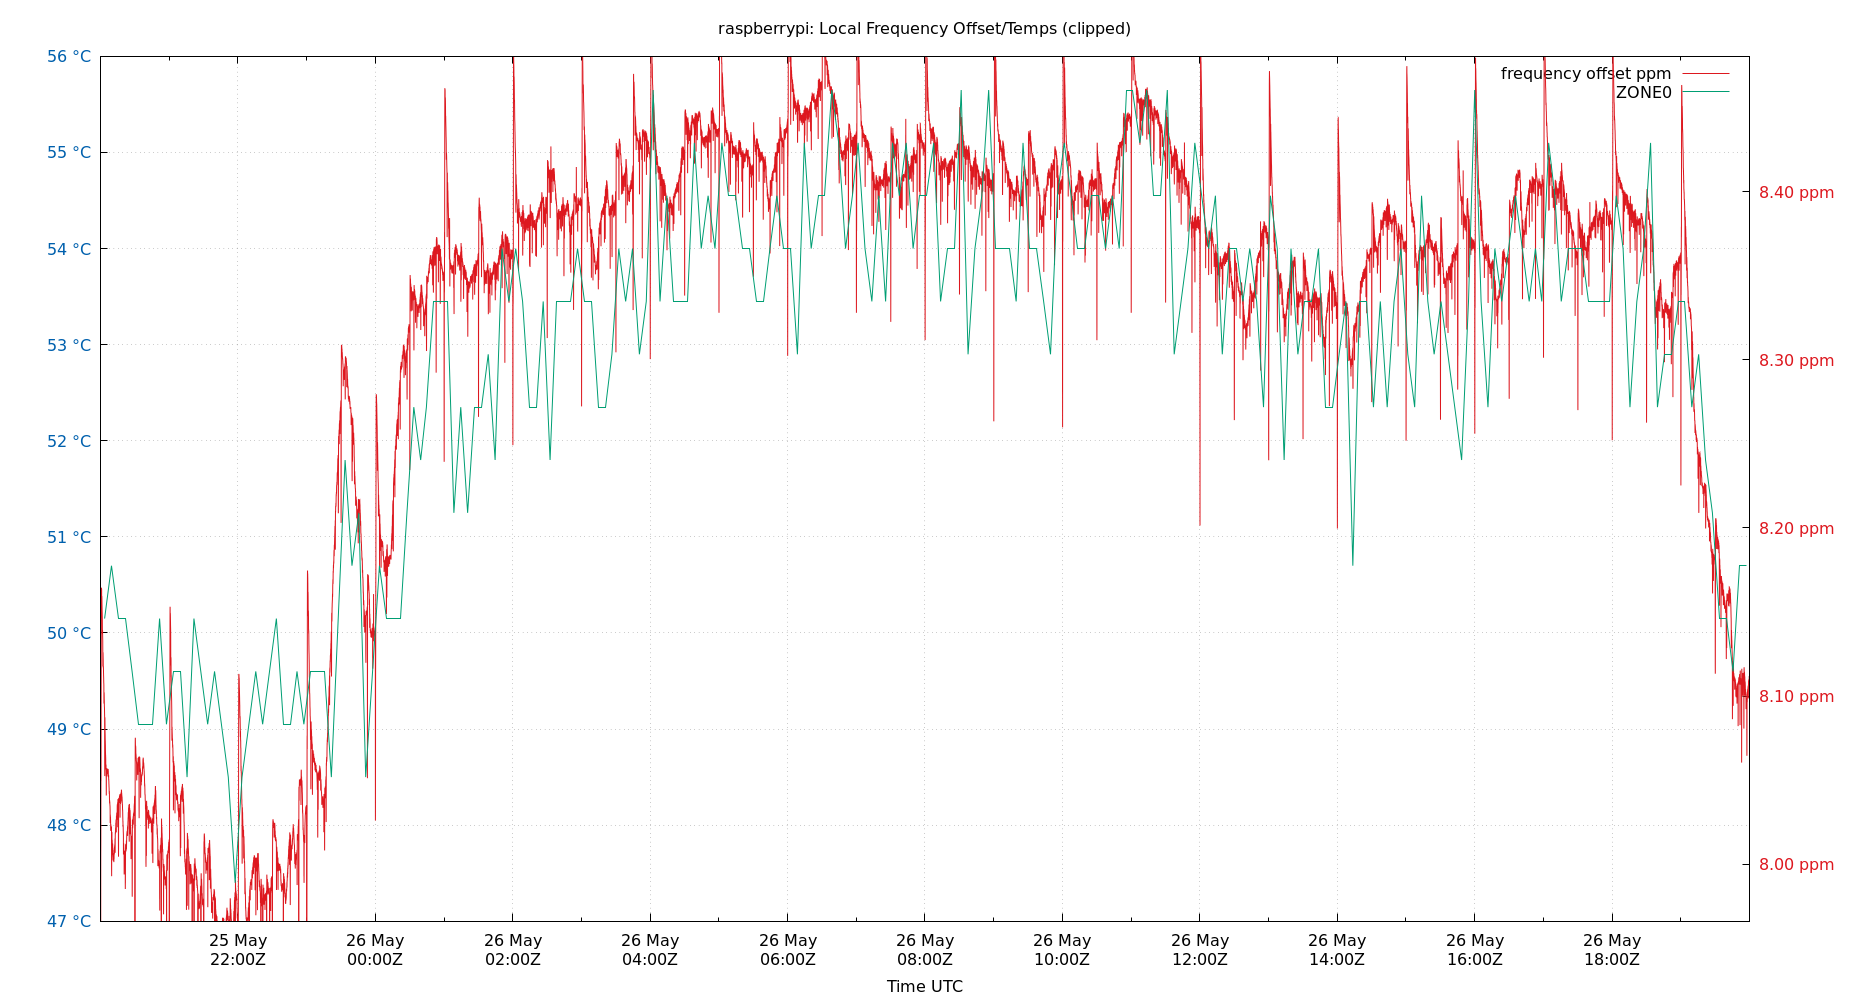 raspberrypi: Local Frequency Offset/Temps (clipped)
56 °C
55 °C
54 °C
53 °C
52 °C
51 °C
50 °C
49 °C
48 °C
47 °C
frequency offset ppm
ZONE0
8.40 ppm
8.30 ppm
8.20 ppm
8.10 ppm
8.00 ppm
25 May
22:00Z
26 May
00:00Z
26 May
02:00Z
26 May
04:00Z
26 May
06:00Z
26 May
08:00Z
26 May
10:00Z
26 May
12:00Z
26 May
14:00Z
26 May
16:00Z
26 May
18:00Z
Time UTC